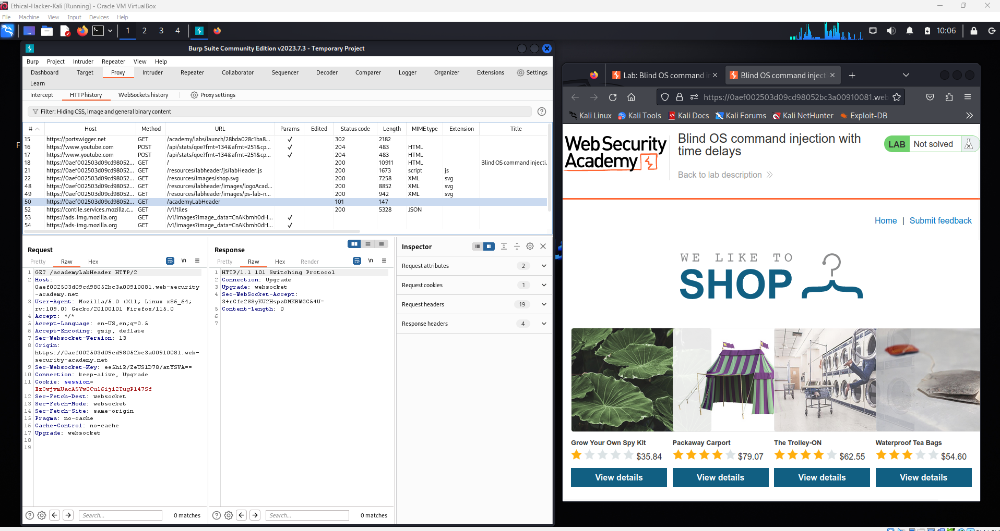 Ethical-Hacker-Kali [Running] - Oracle VM VirtualBox
File Machine View Input Devices Help
1 2 3 4
10:06
Burp Suite Community Edition v2023.7.3 - Temporary Project
Burp Project Intruder Repeater View Help
Dashboard Target Proxy Intruder Repeater Collaborator Sequencer Decoder Comparer Logger Organizer Extensions Settings
Learn
Intercept HTTP history WebSockets history Proxy settings
Filter: Hiding CSS, image and general binary content
# Host Method URL Params Edited Status code Length MIME type Extension Title
15 https://portswigger.net GET /academy/labs/launch/28bda028c1ba8... ✓ 302 2182
16 https://www.youtube.com POST /api/stats/qoe?fmt=134&afmt=251&cp... ✓ 204 483 HTML
17 https://www.youtube.com POST /api/stats/qoe?fmt=134&afmt=251&cp... ✓ 204 483 HTML
18 https://0aef002503d09cd98052... GET / 200 10911 HTML Blind OS command injecti.
21 https://0aef002503d09cd98052... GET /resources/labheader/js/labHeader.js 200 1673 script js
22 https://0aef002503d09cd98052... GET /resources/images/shop.svg 200 7258 XML svg
48 https://0aef002503d09cd98052... GET /resources/labheader/images/logoAcad... 200 8852 XML svg
49 https://0aef002503d09cd98052... GET /resources/labheader/images/ps-lab-n... 200 942 XML svg
50 https://0aef002503d09cd98052... GET /academyLabHeader 101 147
52 https://contile.services.mozilla.c... GET /v1/tiles 200 5328 JSON
53 https://ads-img.mozilla.org GET /v1/images?image_data=CnAKbmh0dH... ✓
54 https://ads-img.mozilla.org GET /v1/images?image_data=CnAKbmh0dH... ✓
Request
Pretty Raw Hex \n
1 GET /academyLabHeader HTTP/2
2 Host:
0aef002503d09cd98052bc3a00910081.web-security
-academy.net
3 User-Agent: Mozilla/5.0 (X11; Linux x86_64;
rv:109.0) Gecko/20100101 Firefox/115.0
4 Accept: */*
5 Accept-Language: en-US,en;q=0.5
6 Accept-Encoding: gzip, deflate
7 Sec-Websocket-Version: 13
8 Origin:
https://0aef002503d09cd98052bc3a00910081.web-
security-academy.net
9 Sec-Websocket-Key: ee5hiR/ZeUS1D78/atYSVA==
10 Connection: keep-alive, Upgrade
11 Cookie: session=
12 Sec-Fetch-Dest: websocket
13 Sec-Fetch-Mode: websocket
14 Sec-Fetch-Site: same-origin
15 Pragma: no-cache
16 Cache-Control: no-cache
17 Upgrade: websocket
18
19
Search... 0 matches
Response
Pretty Raw Hex Render \n
1 HTTP/1.1 101 Switching Protocol
2 Connection: Upgrade
3 Upgrade: websocket
4 Sec-WebSocket-Accept:
3+rCfe2SSyKU2HspzDMKBWGC54U=
5 Content-Length: 0
6
7
Search... 0 matches
Inspector
Request attributes 2
Request cookies 1
Request headers 19
Response headers 4
Lab: Blind OS command in
Blind OS command injecti
https://0aef002503d09cd98052bc3a00910081.web
Kali Linux Kali Tools Kali Docs Kali Forums Kali NetHunter Exploit-DB
Web Security
Academy
Blind OS command injection with
time delays
Back to lab description
LAB Not solved
Home | Submit feedback
WE LIKE TO
SHOP
Grow Your Own Spy Kit Packaway Carport The Trolley-ON Waterproof Tea Bags
$35.84 $79.07 $62.55 $54.60
View details View details View details View details